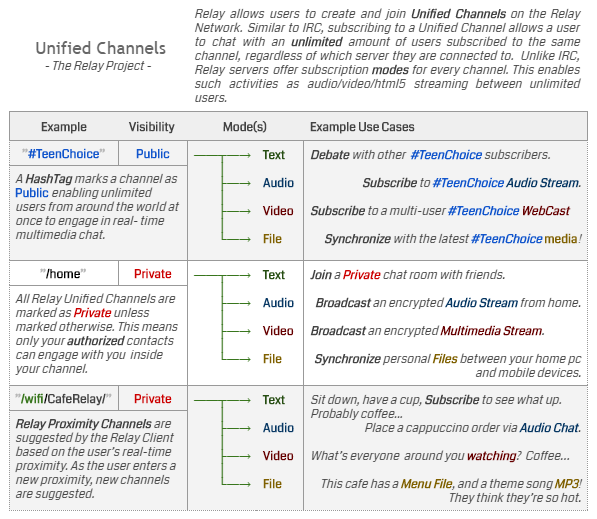 Relay allows users to create and join Unified Channels on the Relay
Network. Similar to IRC, subscribing to a Unified Channel allows a user
to chat with an unlimited amount of users subscribed to the same
channel, regardless of which server they are connected to. Unlike IRC,
Relay servers offer subscription modes for every channel. This enables
such activities as audio/video/html5 streaming between unlimited
users.
Unified Channels
- The Relay Project -
Example Visibility Mode(s) Example Use Cases
"#TeenChoice" Public
A HashTag marks a channel as
Public enabling unlimited
users from around the world at
once to engage in real- time
multimedia chat.
Text Debate with other #TeenChoice subscribers.
Audio Subscribe to #TeenChoice Audio Stream.
Video Subscribe to a multi-user #TeenChoice WebCast
File Synchronize with the latest #TeenChoice media!
"/home" Private
All Relay Unified Channels are
marked as Private unless
marked otherwise. This means
only your authorized contacts
can engage with you inside
your channel.
Text Join a Private chat room with friends.
Audio Broadcast an encrypted Audio Stream from home.
Video Broadcast an encrypted Multimedia Stream.
File Synchronize personal Files between your home pc
and mobile devices.
"/wifi/CafeRelay/" Private
Relay Proximity Channels are
suggested by the Relay Client
based on the user's real-time
proximity. As the user enters a
new proximity, new channels
are suggested.
Text Sit down, have a cup, Subscribe to see what up.
Probably coffee...
Audio Place a cappuccino order via Audio Chat.
Video What's everyone around you watching? Coffee...
File This cafe has a Menu File, and a theme song MP3!
They think they're so hot.